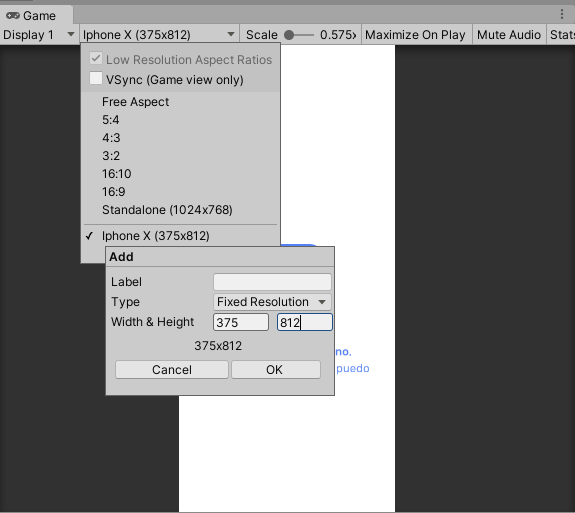 Game
Display 1 Iphone X (375x812) Scale 0.575x Maximize On Play Mute Audio Stats
Low Resolution Aspect Ratios
VSync (Game view only)
Free Aspect
5:4
4:3
3:2
16:10
16:9
Standalone (1024x768)
✓ Iphone X (375x812)
Add
Label
Type Fixed Resolution
Width & Height 375 812
375x812
no,
Cancel OK
puedo